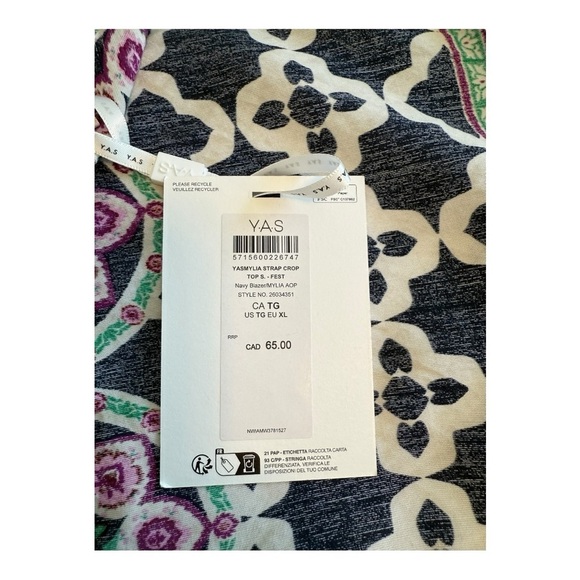 Y.A.S Y.A.S
Y.A.S
Y.A.S
PLEASE RECYCLE
VEUILLEZ RECYCLER
Y.A.S
5715600226747
YASMYLIA STRAP CROP
TOP S. - FEST
Navy Blazer/MYLIA AOP
STYLE NO. 26034351
CA TG
US TG EU XL
RRP
CAD 65.00
FR
21 PAP - ETICHETTA RACCOLTA CARTA
93 C/PP - STRINGA RACCOLTA
DIFFERENZIATA. VERIFICA LE
DISPOSIZIONI DEL TUO COMUNE